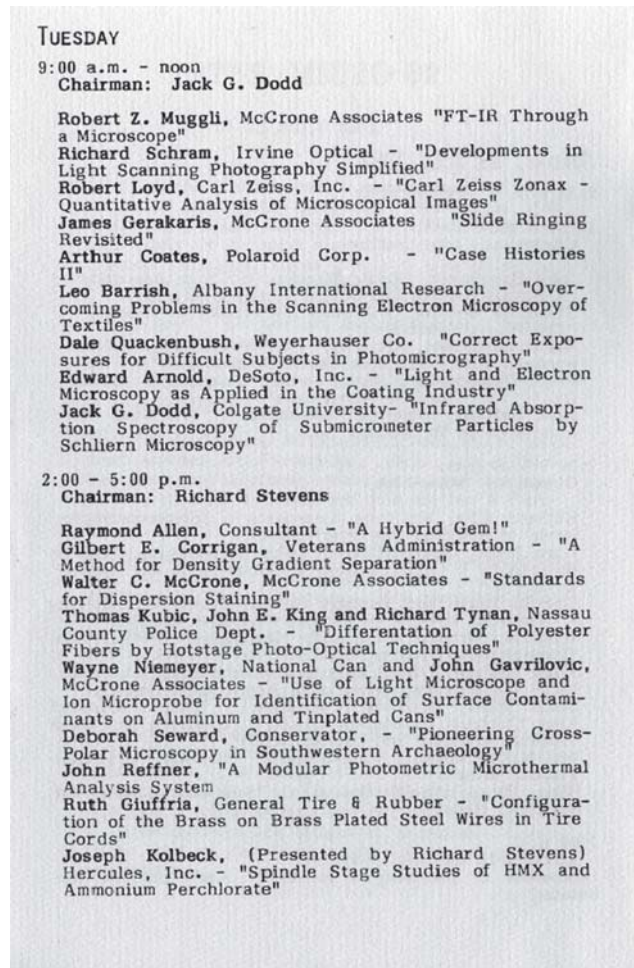 TUESDAY
9:00 a.m. - noon
Chairman: Jack G. Dodd
Robert Z. Muggli, McCrone Associates "FT-IR Through
a Microscope"
Richard Schram, Irvine Optical - "Developments in
Light Scanning Photography Simplified"
Robert Loyd, Carl Zeiss, Inc. - "Carl Zeiss Zonax -
Quantitative Analysis of Microscopical Images"
James Gerakaris, McCrone Associates "Slide Ringing
Revisited"
Arthur Coates, Polaroid Corp. - "Case Histories
II"
Leo Barrish, Albany International Research - "Over-
coming Problems in the Scanning Electron Microscopy of
Textiles"
Dale Quackenbush, Weyerhauser Co. "Correct Expo-
sures for Difficult Subjects in Photomicrography"
Edward Arnold, DeSoto, Inc. - "Light and Electron
Microscopy as Applied in the Coating Industry"
Jack G. Dodd, Colgate University- "Infrared Absorp-
tion Spectroscopy of Submicrometer Particles by
Schliern Microscopy"
2:00 - 5:00 p.m.
Chairman: Richard Stevens
Raymond Allen, Consultant - "A Hybrid Gem!"
Gilbert E. Corrigan, Veterans Administration - "A
Method for Density Gradient Separation"
Walter C. McCrone, McCrone Associates - "Standards
for Dispersion Staining"
Thomas Kubic, John E. King and Richard Tynan, Nassau
County Police Dept. - "Differentation of Polyester
Fibers by Hotstage Photo-Optical Techniques"
Wayne Niemeyer, National Can and John Gavrilovic,
McCrone Associates - "Use of Light Microscope and
Ion Microprobe for Identification of Surface Contami-
nants on Aluminum and Tinplated Cans"
Deborah Seward, Conservator, - "Pioneering Cross-
Polar Microscopy in Southwestern Archaeology"
John Reffner, "A Modular Photometric Microthermal
Analysis System
Ruth Giuffria, General Tire & Rubber - "Configura-
tion of the Brass on Brass Plated Steel Wires in Tire
Cords"
Joseph Kolbeck, (Presented by Richard Stevens)
Hercules, Inc. - "Spindle Stage Studies of HMX and
Ammonium Perchlorate"